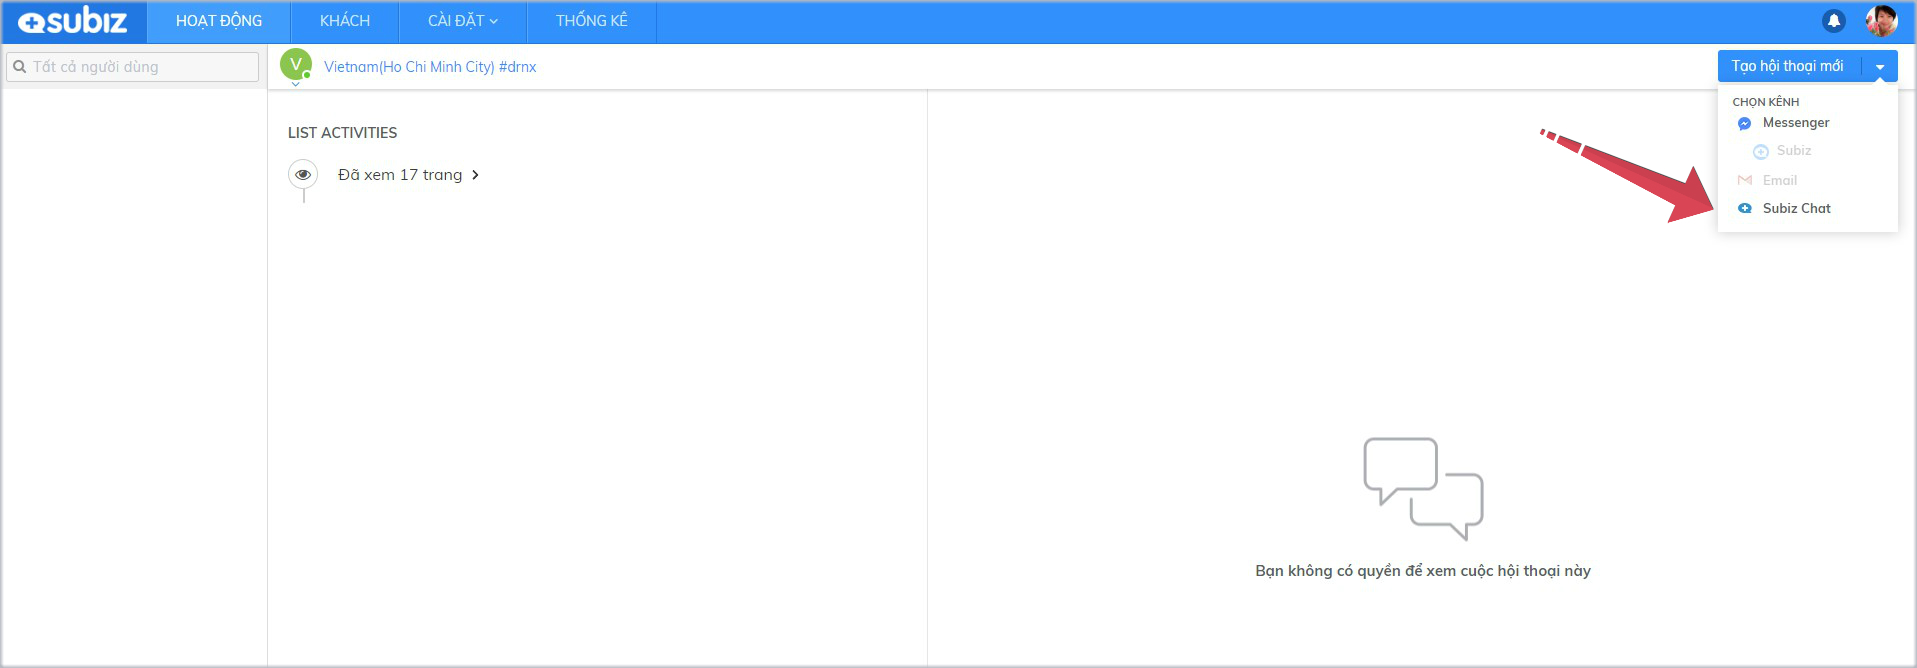 subiz
HOẠT ĐỘNG
KHÁCH
CÀI ĐẶT
THỐNG KÊ
Tất cả người dùng
V
Vietnam(Ho Chi Minh City) #drnx
Tạo hội thoại mới
CHỌN KÊNH
Messenger
Subiz
Email
Subiz Chat
LIST ACTIVITIES
Đã xem 17 trang
Bạn không có quyền để xem cuộc hội thoại này